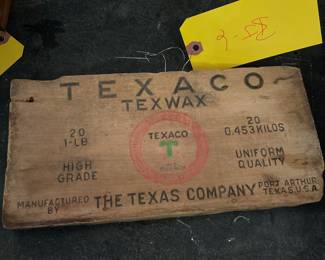 TEXACO
TEXWAX
20
1-LB
HIGH
GRADE
TEXACO
T
20
0.453 KILOS
UNIFORM
QUALITY
MANUFACTURED
BY
THE TEXAS COMPANY
PORT ARTHUR
TEXAS, U.S.A.